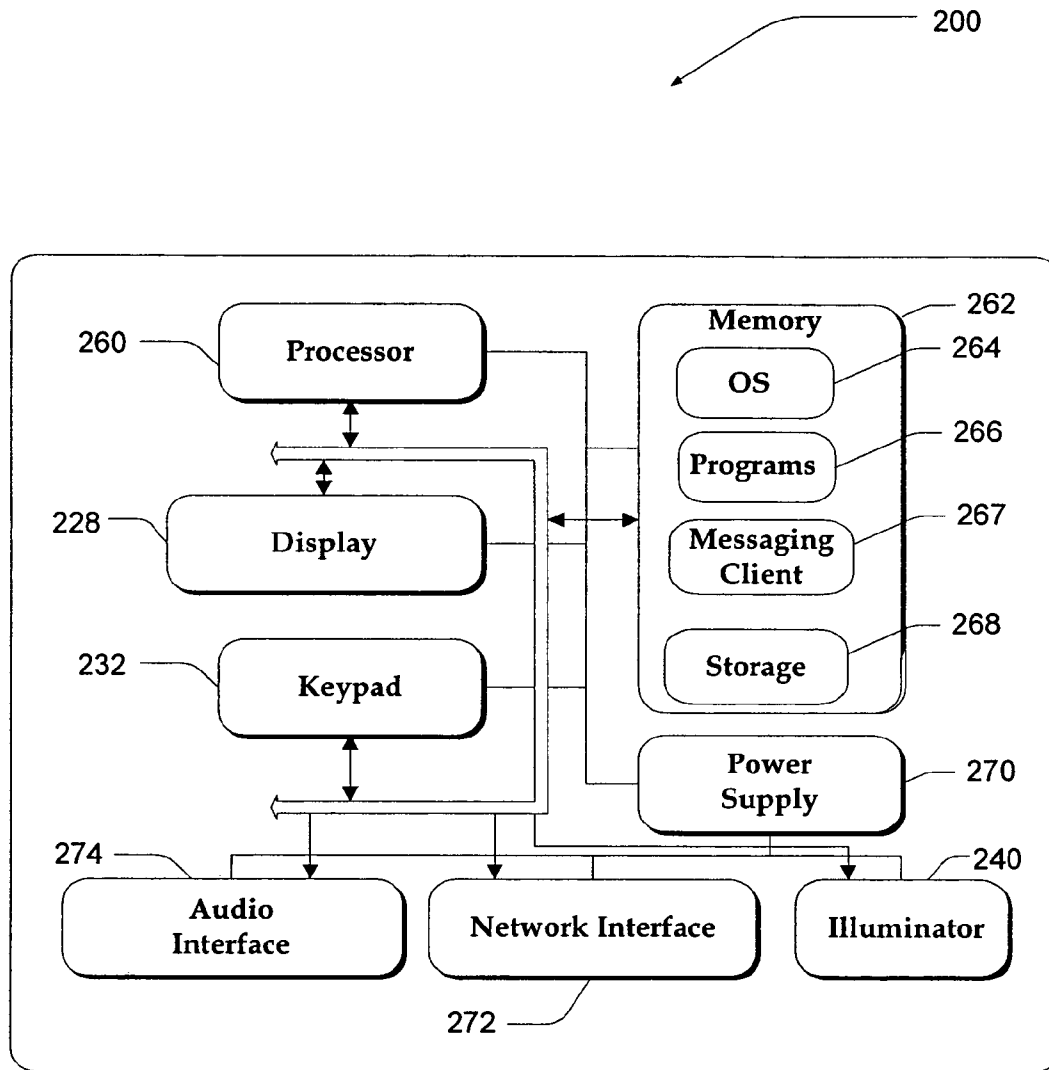 200
Processor
260
Memory
262
OS
264
Programs
266
Display
228
Messaging
Client
267
Keypad
232
Storage
268
Power
Supply
270
274
240
Audio
Interface
Network Interface
Illuminator
272